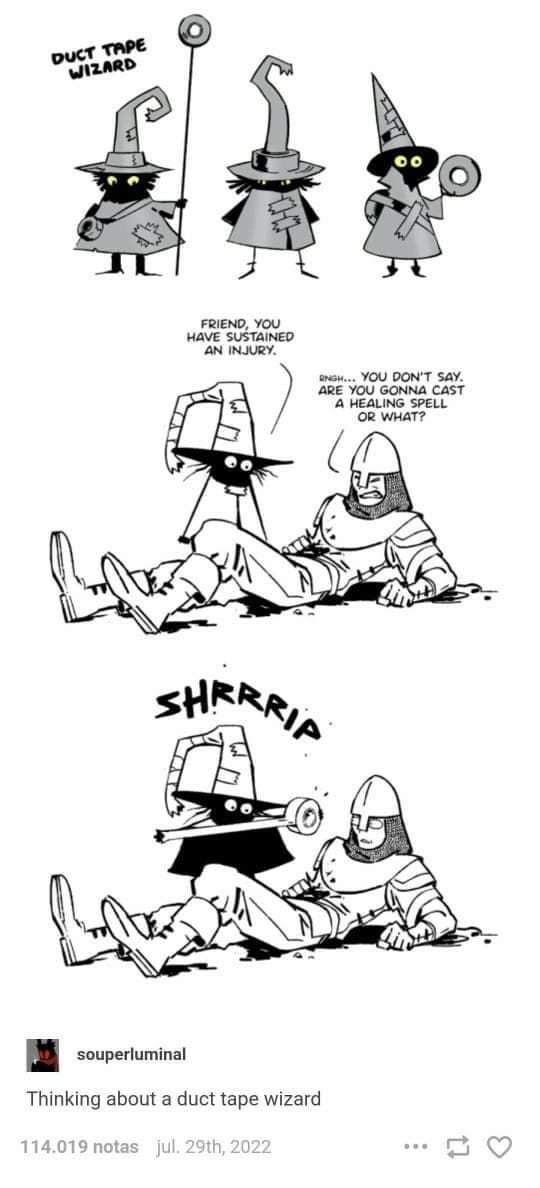 DUCT TAPE
WIZARD
FRIEND, YOU
HAVE SUSTAINED
AN INJURY.
RNGH... YOU DON'T SAY.
ARE YOU GONNA CAST
A HEALING SPELL
OR WHAT?
SHRRRIP
souperluminal
Thinking about a duct tape wizard
114.019 notas jul. 29th, 2022